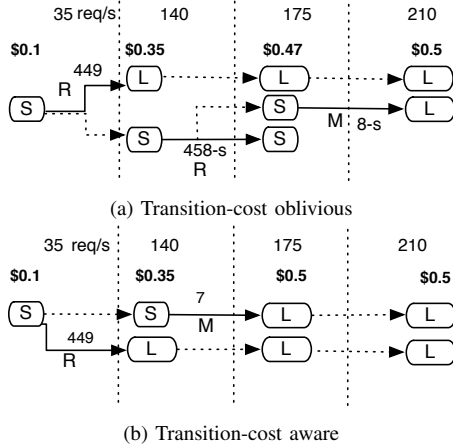 35 req/s 140 175 210
$0.1 $0.35 $0.47 $0.5
449 L L L
R
S S L
M 8-s
S S
458-s
R
(a) Transition-cost oblivious
35 req/s 140 175 210
$0.1 $0.35 $0.5 $0.5
7
S S L L
M
449 L L L
R
(b) Transition-cost aware